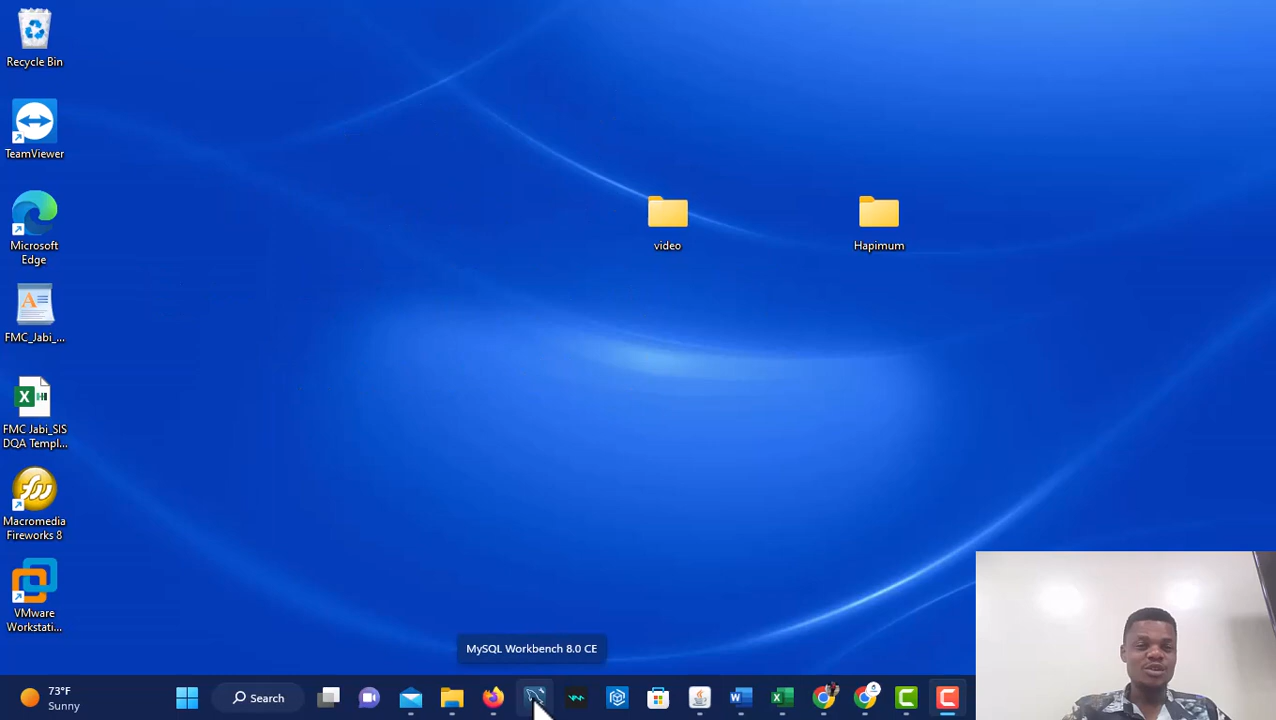 Recycle Bin
TeamViewer
Microsoft
Edge
FMC_Jabi_...
FMC Jabi_SIS
DQA Templ...
Macromedia
Fireworks 8
VMware
Workstati...
video
Hapimum
MySQL Workbench 8.0 CE
73°F
Sunny
Search